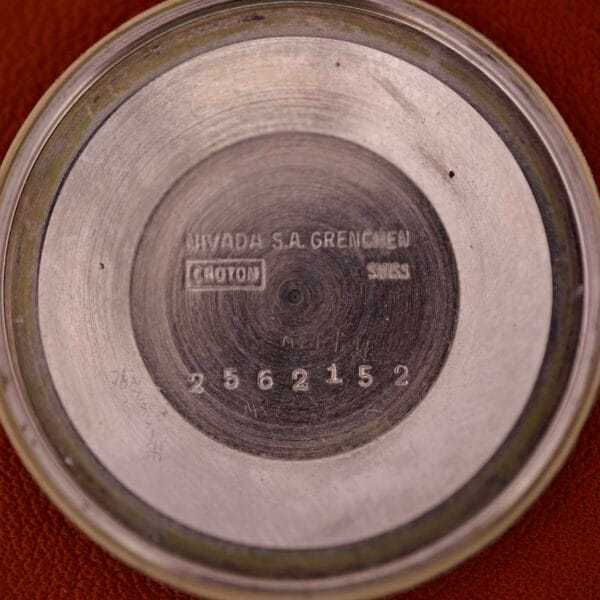 NIVADA S.A. GRENCHEN
CROTON SWISS
2562152